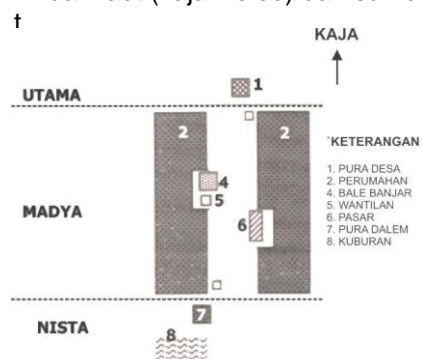 t
KAJA
1
UTAMA
2
2
`KETERANGAN
1. PURA DESA
2. PERUMAHAN
3. 
4. BALE BANJAR
5. WANTILAN
6. PASAR
7. PURA DALEM
8. KUBURAN
4
5
MADYA
6
7
NISTA
8